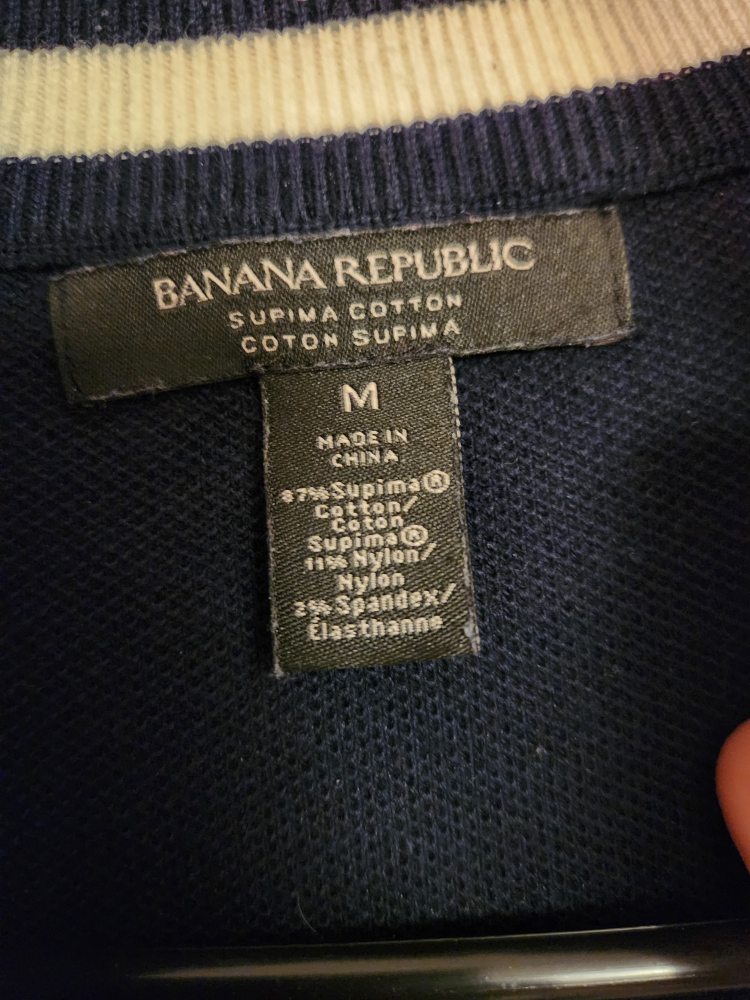 BANANA REPUBLIC
SUPIMA COTTON
COTON SUPIMA
M
MADE IN
CHINA
87% Supima®
Cotton/
Coton
Supima®
11% Nylon/
Nylon
2% Spandex/
Élasthanne